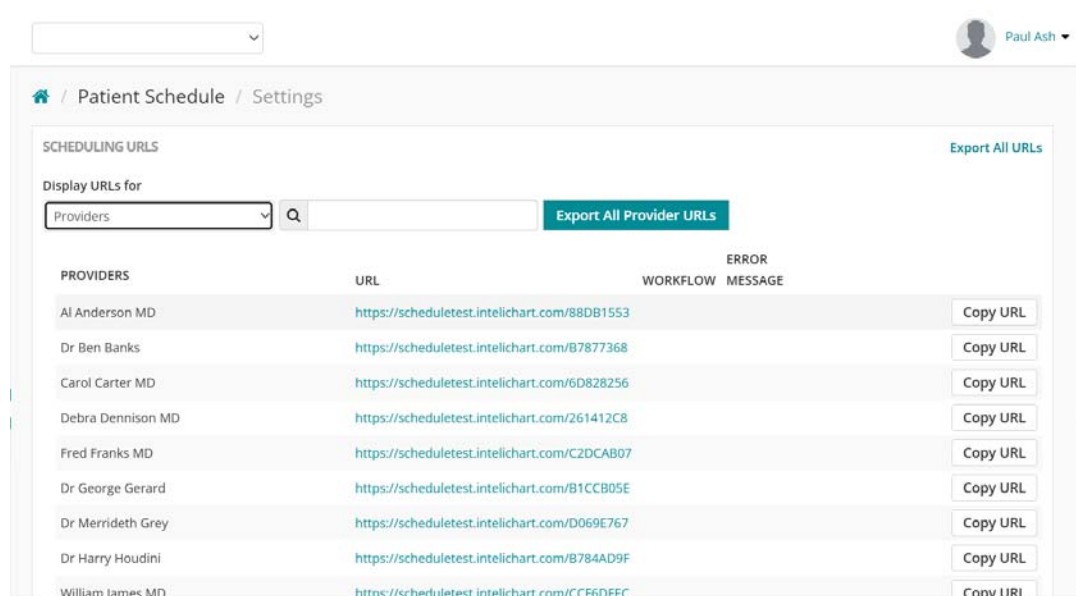 Paul Ash
/ Patient Schedule / Settings
SCHEDULING URLS Export All URLs
Display URLs for
Providers Export All Provider URLs
PROVIDERS URL WORKFLOW ERROR MESSAGE
Al Anderson MD https://scheduletest.intelichart.com/88DB1553 Copy URL
Dr Ben Banks https://scheduletest.intelichart.com/B7877368 Copy URL
Carol Carter MD https://scheduletest.intelichart.com/6D828256 Copy URL
Debra Dennison MD https://scheduletest.intelichart.com/261412C8 Copy URL
Fred Franks MD https://scheduletest.intelichart.com/C2DCAB07 Copy URL
Dr George Gerard https://scheduletest.intelichart.com/B1CCB05E Copy URL
Dr Merrideth Grey https://scheduletest.intelichart.com/D069E767 Copy URL
Dr Harry Houdini https://scheduletest.intelichart.com/B784AD9F Copy URL
William James MD Copy URL